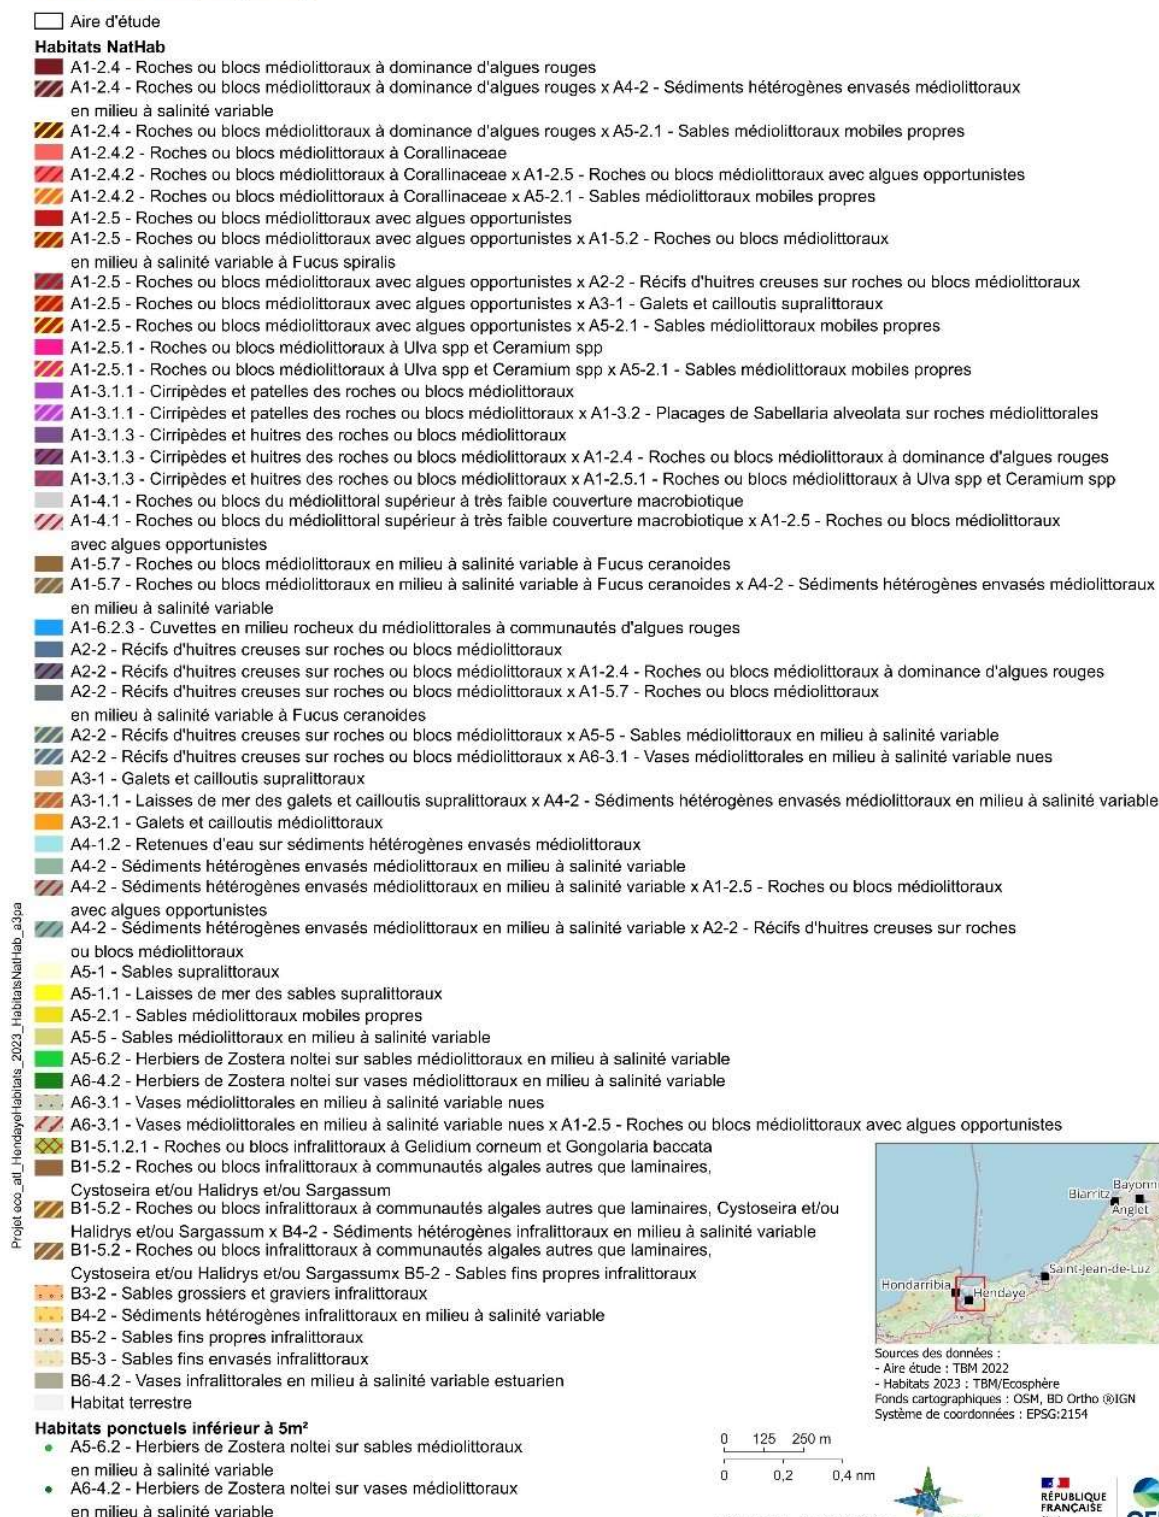 Aire d'étude
Habitats NatHab
A1-2.4 - Roches ou blocs médiolittoraux à dominance d'algues rouges
A1-2.4 - Roches ou blocs médiolittoraux à dominance d'algues rouges x A4-2 - Sédiments hétérogènes envasés médiolittoraux
en milieu à salinité variable
A1-2.4 - Roches ou blocs médiolittoraux à dominance d'algues rouges x A5-2.1 - Sables médiolittoraux mobiles propres
A1-2.4.2 - Roches ou blocs médiolittoraux à Corallinaceae
A1-2.4.2 - Roches ou blocs médiolittoraux à Corallinaceae x A1-2.5 - Roches ou blocs médiolittoraux avec algues opportunistes
A1-2.4.2 - Roches ou blocs médiolittoraux à Corallinaceae x A5-2.1 - Sables médiolittoraux mobiles propres
A1-2.5 - Roches ou blocs médiolittoraux avec algues opportunistes
A1-2.5 - Roches ou blocs médiolittoraux avec algues opportunistes x A1-5.2 - Roches ou blocs médiolittoraux
en milieu à salinité variable à Fucus spiralis
A1-2.5 - Roches ou blocs médiolittoraux avec algues opportunistes x A2-2 - Récifs d'huitres creuses sur roches ou blocs médiolittoraux
A1-2.5 - Roches ou blocs médiolittoraux avec algues opportunistes x A3-1 - Galets et cailloutis supralittoraux
A1-2.5 - Roches ou blocs médiolittoraux avec algues opportunistes x A5-2.1 - Sables médiolittoraux mobiles propres
A1-2.5.1 - Roches ou blocs médiolittoraux à Ulva spp et Ceramium spp
A1-2.5.1 - Roches ou blocs médiolittoraux à Ulva spp et Ceramium spp x A5-2.1 - Sables médiolittoraux mobiles propres
A1-3.1.1 - Cirripèdes et patelles des roches ou blocs médiolittoraux
A1-3.1.1 - Cirripèdes et patelles des roches ou blocs médiolittoraux x A1-3.2 - Placages de Sabellaria alveolata sur roches médiolittorales
A1-3.1.3 - Cirripèdes et huitres des roches ou blocs médiolittoraux
A1-3.1.3 - Cirripèdes et huitres des roches ou blocs médiolittoraux x A1-2.4 - Roches ou blocs médiolittoraux à dominance d'algues rouges
A1-3.1.3 - Cirripèdes et huitres des roches ou blocs médiolittoraux x A1-2.5.1 - Roches ou blocs médiolittoraux à Ulva spp et Ceramium spp
A1-4.1 - Roches ou blocs du médiolittoral supérieur à très faible couverture macrobiotique
A1-4.1 - Roches ou blocs du médiolittoral supérieur à très faible couverture macrobiotique x A1-2.5 - Roches ou blocs médiolittoraux
avec algues opportunistes
A1-5.7 - Roches ou blocs médiolittoraux en milieu à salinité variable à Fucus ceranoides
A1-5.7 - Roches ou blocs médiolittoraux en milieu à salinité variable à Fucus ceranoides x A4-2 - Sédiments hétérogènes envasés médiolittoraux
en milieu à salinité variable
A1-6.2.3 - Cuvettes en milieu rocheux du médiolittorales à communautés d'algues rouges
A2-2 - Récifs d'huitres creuses sur roches ou blocs médiolittoraux
A2-2 - Récifs d'huitres creuses sur roches ou blocs médiolittoraux x A1-2.4 - Roches ou blocs médiolittoraux à dominance d'algues rouges
A2-2 - Récifs d'huitres creuses sur roches ou blocs médiolittoraux x A1-5.7 - Roches ou blocs médiolittoraux
en milieu à salinité variable à Fucus ceranoides
A2-2 - Récifs d'huitres creuses sur roches ou blocs médiolittoraux x A5-5 - Sables médiolittoraux en milieu à salinité variable
A2-2 - Récifs d'huitres creuses sur roches ou blocs médiolittoraux x A6-3.1 - Vases médiolittorales en milieu à salinité variable nues
A3-1 - Galets et cailloutis supralittoraux
A3-1.1 - Laisses de mer des galets et cailloutis supralittoraux x A4-2 - Sédiments hétérogènes envasés médiolittoraux en milieu à salinité variable
A3-2.1 - Galets et cailloutis médiolittoraux
A4-1.2 - Retenues d'eau sur sédiments hétérogènes envasés médiolittoraux
A4-2 - Sédiments hétérogènes envasés médiolittoraux en milieu à salinité variable
A4-2 - Sédiments hétérogènes envasés médiolittoraux en milieu à salinité variable x A1-2.5 - Roches ou blocs médiolittoraux
avec algues opportunistes
A4-2 - Sédiments hétérogènes envasés médiolittoraux en milieu à salinité variable x A2-2 - Récifs d'huitres creuses sur roches
ou blocs médiolittoraux
A5-1 - Sables supralittoraux
A5-1.1 - Laisses de mer des sables supralittoraux
A5-2.1 - Sables médiolittoraux mobiles propres
A5-5 - Sables médiolittoraux en milieu à salinité variable
A5-6.2 - Herbiers de Zostera noltei sur sables médiolittoraux en milieu à salinité variable
A6-4.2 - Herbiers de Zostera noltei sur vases médiolittoraux en milieu à salinité variable
A6-3.1 - Vases médiolittorales en milieu à salinité variable nues
A6-3.1 - Vases médiolittorales en milieu à salinité variable nues x A1-2.5 - Roches ou blocs médiolittoraux avec algues opportunistes
B1-5.1.2.1 - Roches ou blocs infralittoraux à Gelidium corneum et Gongolaria baccata
B1-5.2 - Roches ou blocs infralittoraux à communautés algales autres que laminaires,
Cystoseira et/ou Halidrys et/ou Sargassum
B1-5.2 - Roches ou blocs infralittoraux à communautés algales autres que laminaires, Cystoseira et/ou
Halidrys et/ou Sargassum x B4-2 - Sédiments hétérogènes infralittoraux en milieu à salinité variable
B1-5.2 - Roches ou blocs infralittoraux à communautés algales autres que laminaires,
Cystoseira et/ou Halidrys et/ou Sargassumx B5-2 - Sables fins propres infralittoraux
B3-2 - Sables grossiers et graviers infralittoraux
B4-2 - Sédiments hétérogènes infralittoraux en milieu à salinité variable
B5-2 - Sables fins propres infralittoraux
B5-3 - Sables fins envasés infralittoraux
B6-4.2 - Vases infralittorales en milieu à salinité variable estuarien
Habitat terrestre
Habitats ponctuels inférieur à 5m²
A5-6.2 - Herbiers de Zostera noltei sur sables médiolittoraux
en milieu à salinité variable
A6-4.2 - Herbiers de Zostera noltei sur vases médiolittoraux
en milieu à salinité variable
Projet eco_atl_HendayeHabitats_2023_HabitatsNatHab_a3pa
Biarritz
Bayonn
Anglet
Saint-Jean-de-Luz
Hondarribia
Hendaye
Sources des données :
- Aire étude : TBM 2022
- Habitats 2023 : TBM/Ecosphère
Fonds cartographiques : OSM, BD Ortho ®IGN
Système de coordonnées : EPSG:2154
0 125 250 m
0 0,2 0,4 nm
RÉPUBLIQUE
FRANÇAISE